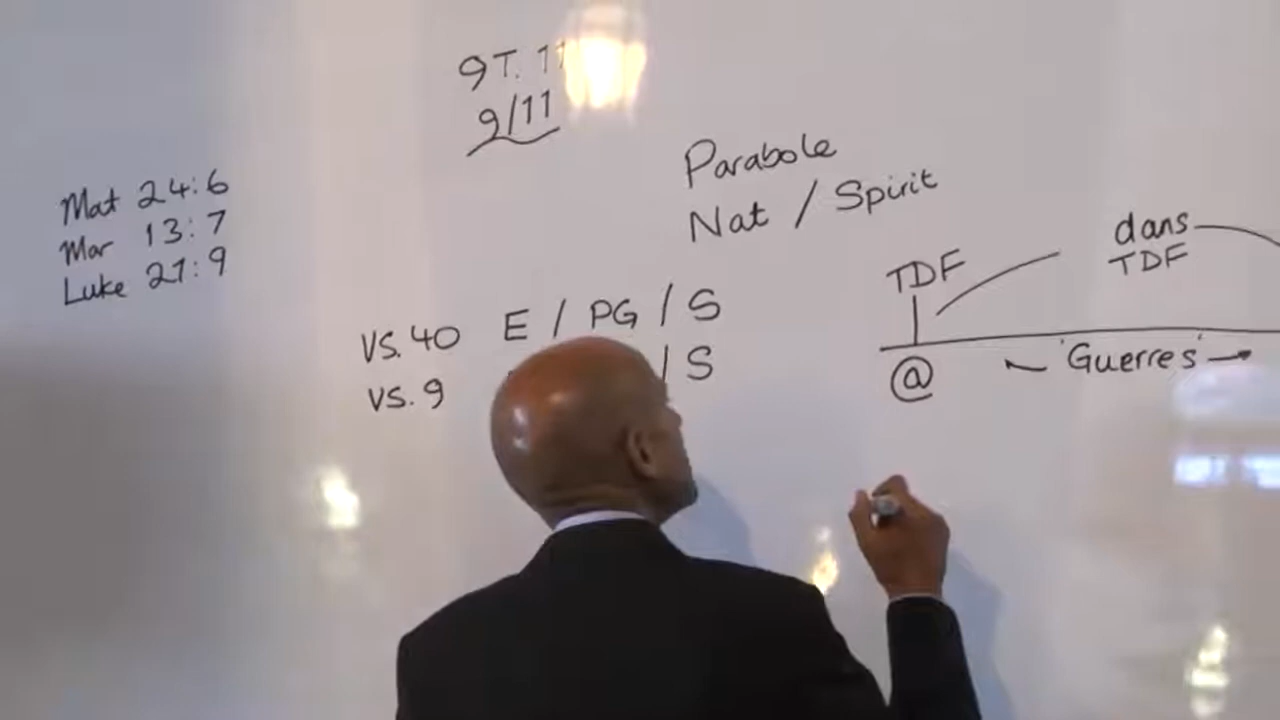 9T. 11
9/11
Mat 24:6
Mar 13:7
Luke 21:9
Parabole
Nat / Spirit
VS. 40 E / PG / S
VS. 9 / S
TDF
dans
TDF
@
'Guerres'